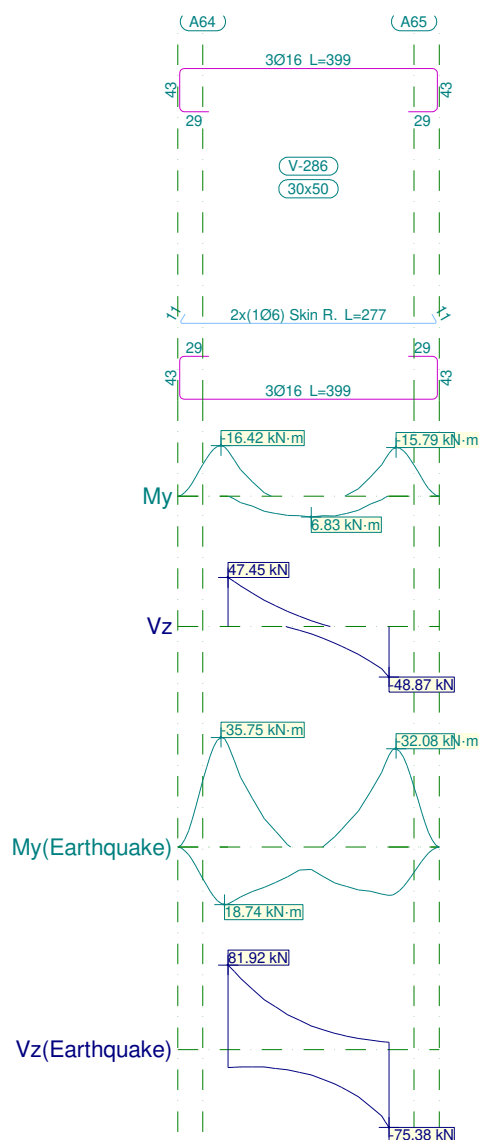 A64 A65
3Ø16 L=399
43 43
29 29
V-286
30x50
11 11
2x(1Ø6) Skin R. L=277
29 29
43 43
3Ø16 L=399
-16.42 kN·m -15.79 kN·m
My
6.83 kN·m
47.45 kN
Vz
-48.87 kN
-35.75 kN·m -32.08 kN·m
My(Earthquake)
18.74 kN·m
81.92 kN
Vz(Earthquake)
-75.38 kN